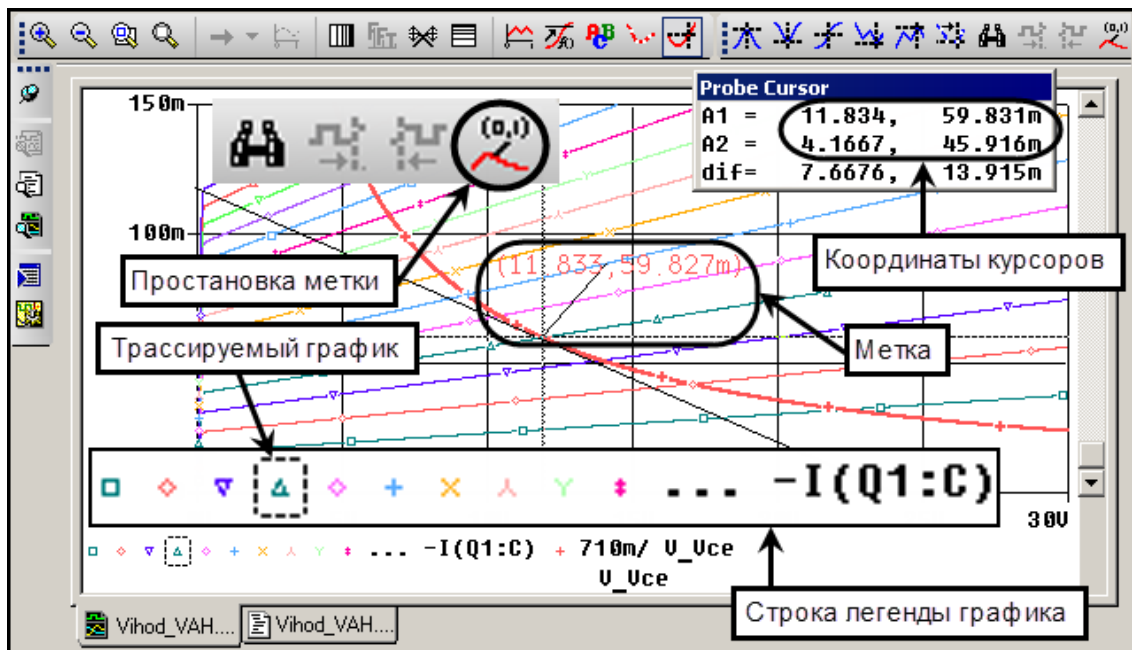 Probe Cursor
A1 = 11.834, 59.831m
A2 = 4.1667, 45.916m
dif= 7.6676, 13.915m
150m
(0,1)
(0,1)
100m
(11.833,59.827m)
Простановка метки
Координаты курсоров
Трассируемый график
Метка
... -I(Q1:C)
30V
... -I(Q1:C) + 710m/ V_Vce
V_Vce
Строка легенды графика
Vihod_VAH....
Vihod_VAH....